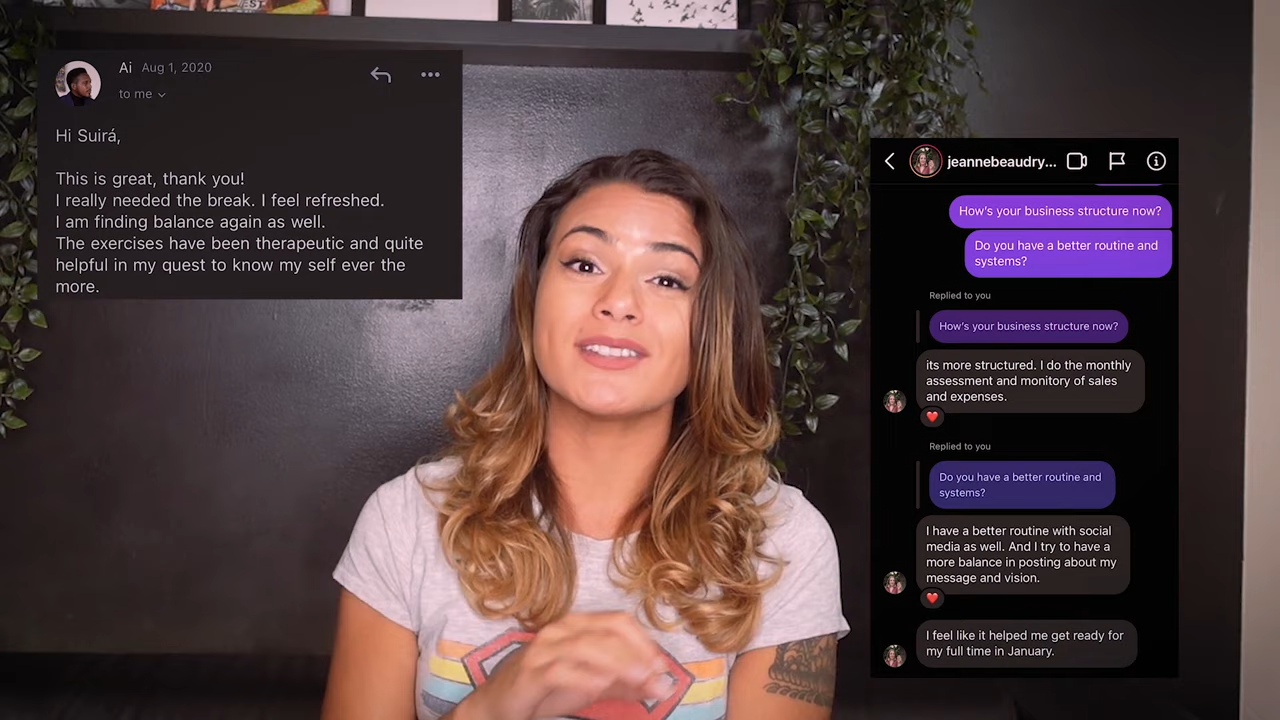 Ai Aug 1, 2020
to me
Hi Suirá,
This is great, thank you!
I really needed the break. I feel refreshed.
I am finding balance again as well.
The exercises have been therapeutic and quite
helpful in my quest to know my self ever the
more.
jeannebeaudry...
How's your business structure now?
Do you have a better routine and
systems?
Replied to you
How's your business structure now?
its more structured. I do the monthly
assessment and monitory of sales
and expenses.
Replied to you
Do you have a better routine and
systems?
I have a better routine with social
media as well. And I try to have a
more balance in posting about my
message and vision.
I feel like it helped me get ready for
my full time in January.